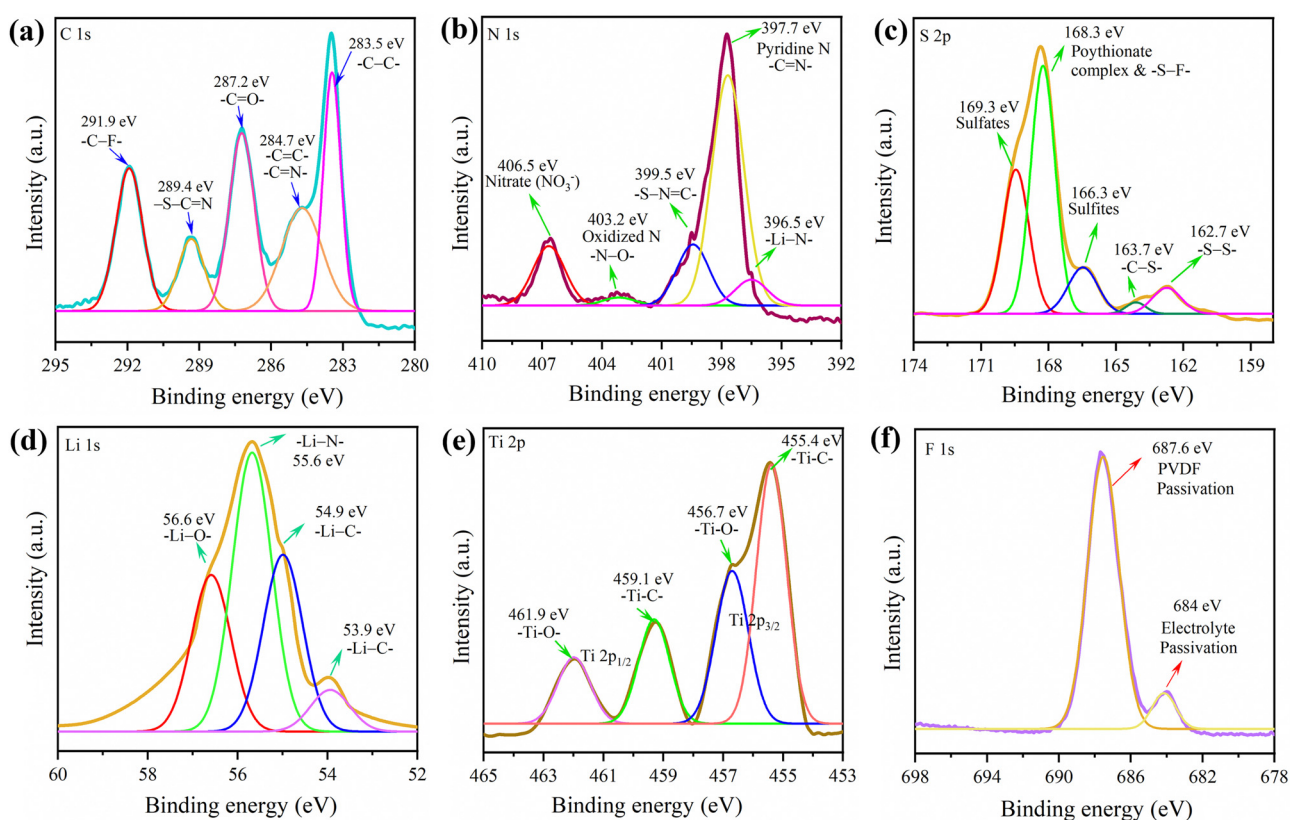 (a)
C 1s
283.5 eV
-C–C-
287.2 eV
-C=O-
291.9 eV
-C–F-
284.7 eV
-C=C-
-C=N-
289.4 eV
–S–C=N
Intensity (a.u.)
295 292 289 286 283 280
Binding energy (eV)
(b)
N 1s
397.7 eV
Pyridine N
-C=N-
406.5 eV
Nitrate (NO₃⁻)
399.5 eV
-S–N=C-
403.2 eV
Oxidized N
-N–O-
396.5 eV
-Li–N-
Intensity (a.u.)
410 407 404 401 398 395 392
Binding energy (eV)
(c)
S 2p
168.3 eV
Poythionate
complex & -S–F-
169.3 eV
Sulfates
166.3 eV
Sulfites
163.7 eV
-C–S-
162.7 eV
-S–S-
Intensity (a.u.)
174 171 168 165 162 159
Binding energy (eV)
(d)
Li 1s
-Li–N-
55.6 eV
56.6 eV
-Li–O-
54.9 eV
-Li–C-
53.9 eV
-Li–C-
Intensity (a.u.)
60 58 56 54 52
Binding energy (eV)
(e)
Ti 2p
455.4 eV
-Ti-C-
456.7 eV
-Ti-O-
459.1 eV
-Ti-C-
461.9 eV
-Ti-O-
Ti 2p₃/₂
Ti 2p₁/₂
Intensity (a.u.)
465 462 459 456 453
Binding energy (eV)
(f)
F 1s
687.6 eV
PVDF
Passivation
684 eV
Electrolyte
Passivation
Intensity (a.u.)
698 694 690 686 682 678
Binding energy (eV)